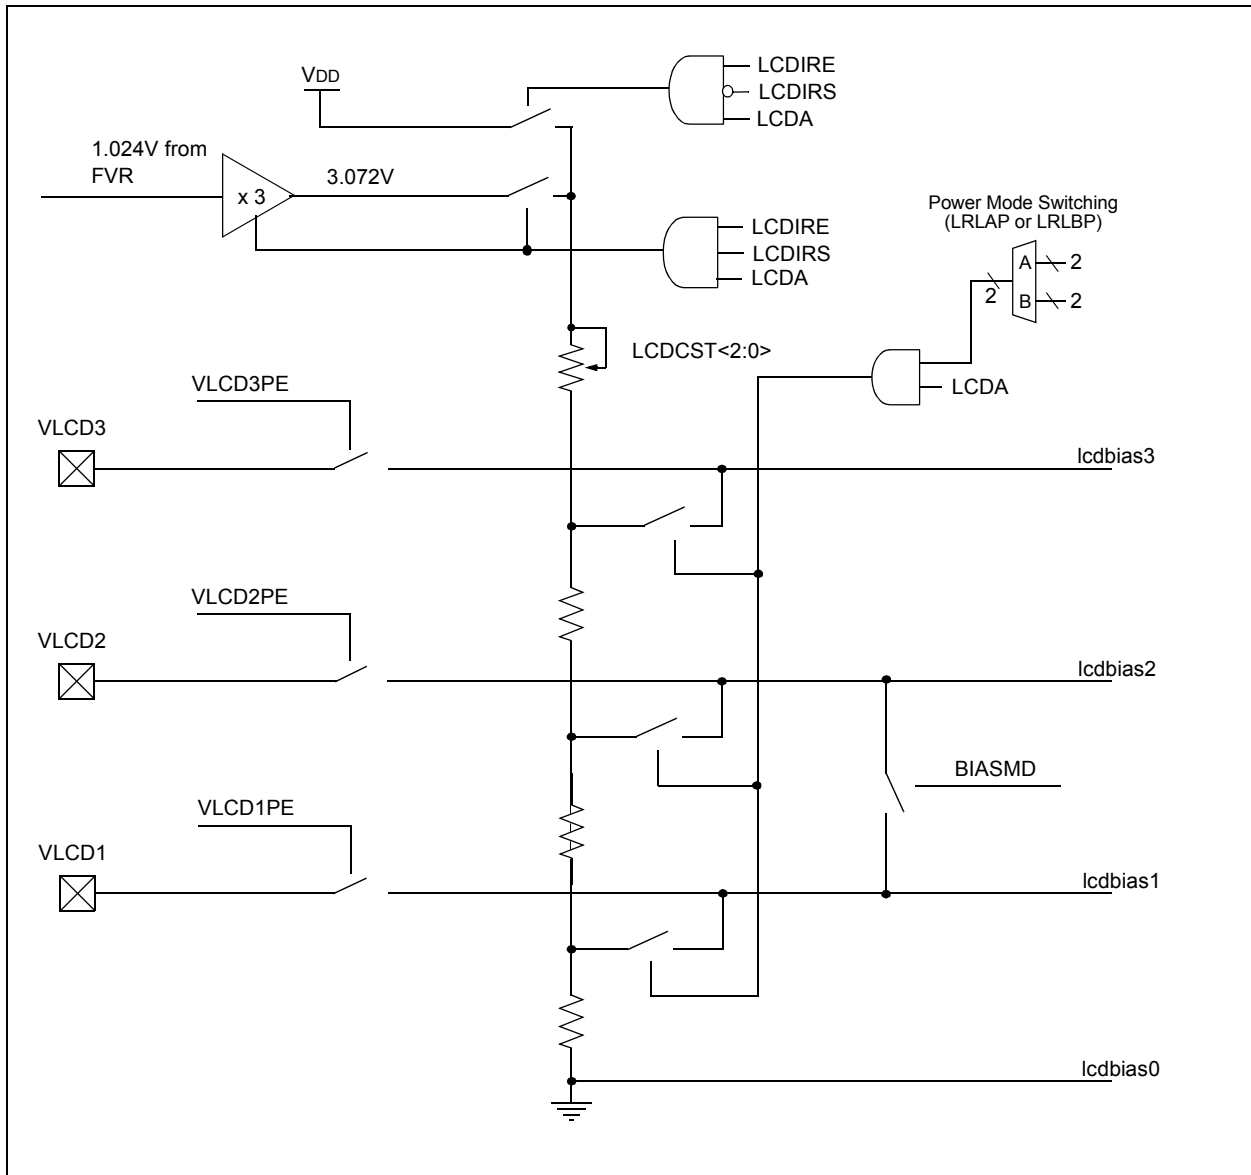 LCDIRE
LCDIRS
LCDA
VDD
1.024V from
FVR
x 3
3.072V
LCDIRE
LCDIRS
LCDA
Power Mode Switching
(LRLAP or LRLBP)
A
2
2
B
2
LCDCST<2:0>
LCDA
VLCD3PE
VLCD3
lcdbias3
VLCD2PE
VLCD2
lcdbias2
BIASMD
VLCD1PE
VLCD1
lcdbias1
lcdbias0